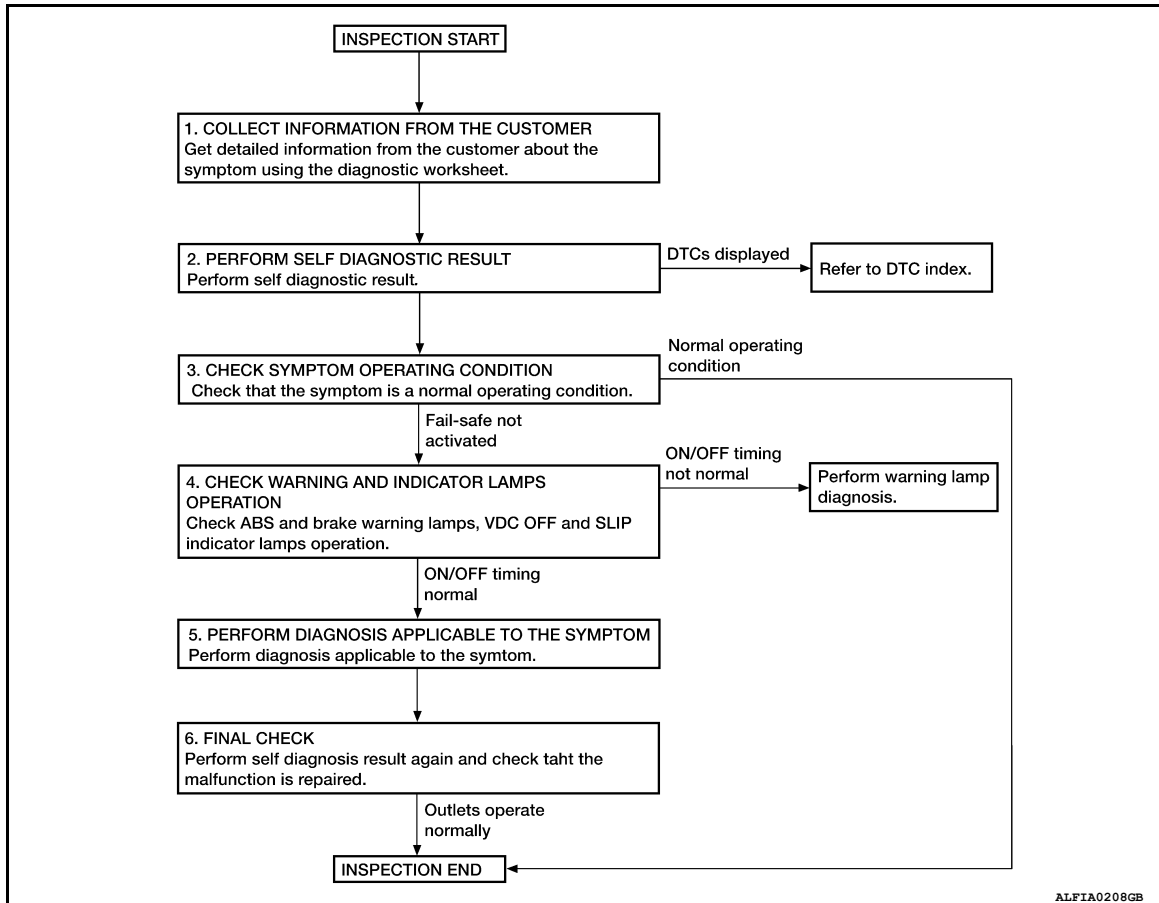 INSPECTION START
1. COLLECT INFORMATION FROM THE CUSTOMER
Get detailed information from the customer about the
symptom using the diagnostic worksheet.
2. PERFORM SELF DIAGNOSTIC RESULT
Perform self diagnostic result.
DTCs displayed
Refer to DTC index.
3. CHECK SYMPTOM OPERATING CONDITION
Check that the symptom is a normal operating condition.
Normal operating
condition
Fail-safe not
activated
4. CHECK WARNING AND INDICATOR LAMPS
OPERATION
Check ABS and brake warning lamps, VDC OFF and SLIP
indicator lamps operation.
ON/OFF timing
not normal
Perform warning lamp
diagnosis.
ON/OFF timing
normal
5. PERFORM DIAGNOSIS APPLICABLE TO THE SYMPTOM
Perform diagnosis applicable to the symtom.
6. FINAL CHECK
Perform self diagnosis result again and check taht the
malfunction is repaired.
Outlets operate
normally
INSPECTION END
ALFIA0208GB